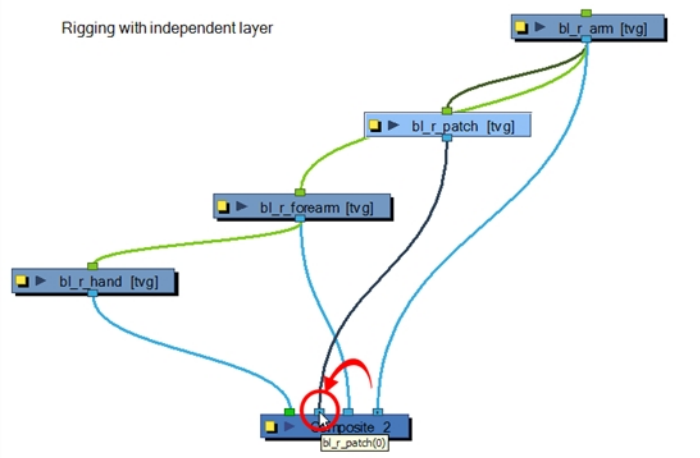 Rigging with independent layer
bl_r_arm [tvg]
bl_r_patch [tvg]
bl_r_forearm [tvg]
bl_r_hand [tvg]
Composite_2
bl_r_patch(0)